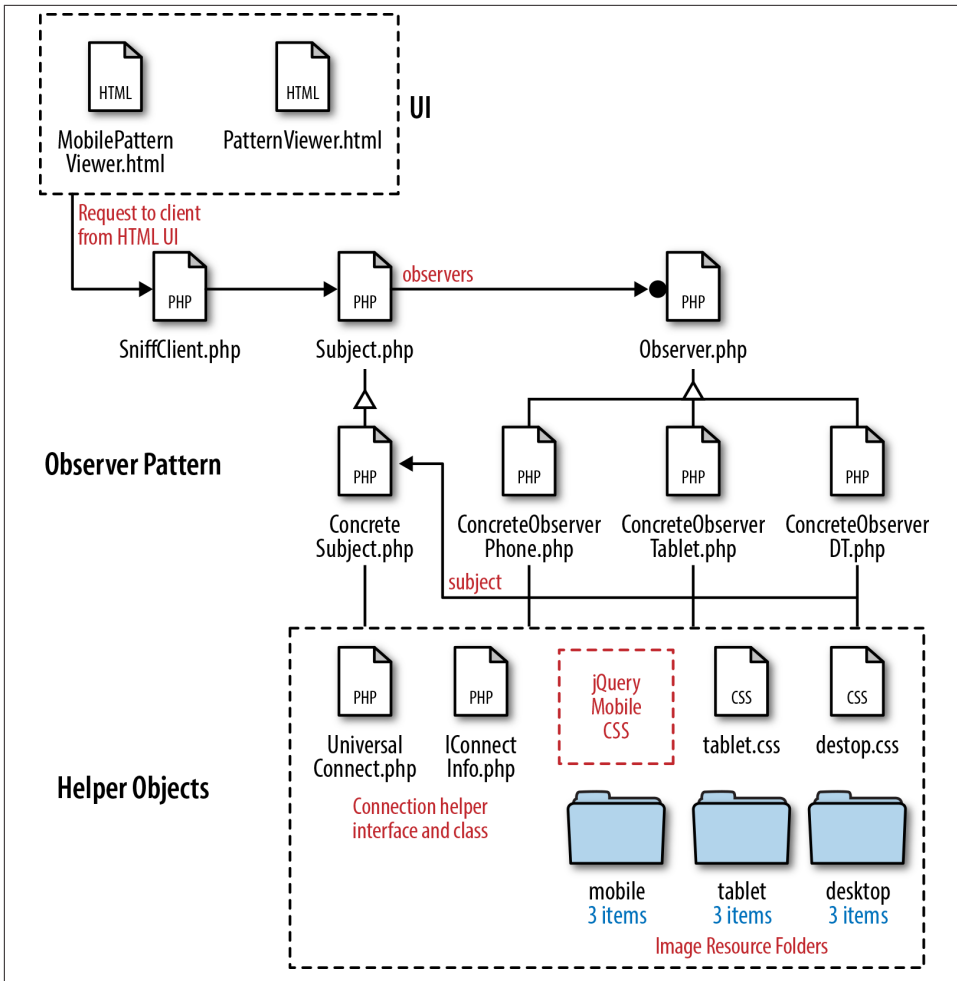 HTML
HTML
UI
MobilePattern
Viewer.html
PatternViewer.html
Request to client
from HTML UI
observers
PHP
PHP
PHP
SniffClient.php
Subject.php
Observer.php
Observer Pattern
PHP
PHP
PHP
PHP
Concrete
Subject.php
ConcreteObserver
Phone.php
ConcreteObserver
Tablet.php
ConcreteObserver
DT.php
subject
Helper Objects
PHP
PHP
jQuery
Mobile
CSS
CSS
CSS
Universal
Connect.php
IConnect
Info.php
tablet.css
destop.css
Connection helper
interface and class
mobile
3 items
tablet
3 items
desktop
3 items
Image Resource Folders